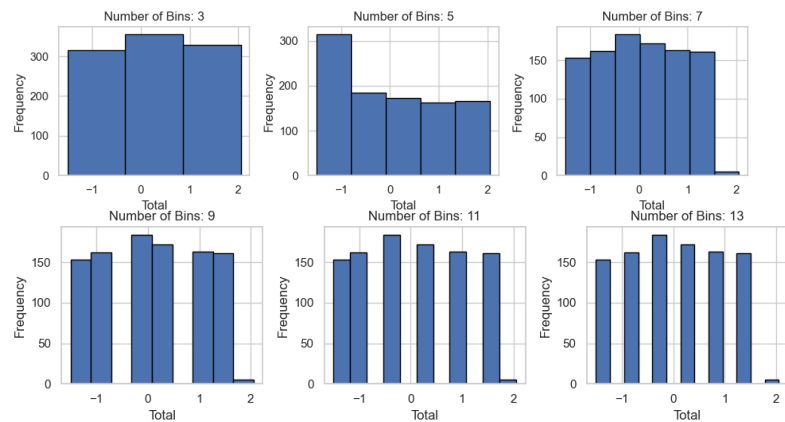 Number of Bins: 3
Frequency
300
200
100
0
−1 0 1 2
Total
Number of Bins: 5
Frequency
300
200
100
0
−1 0 1 2
Total
Number of Bins: 7
Frequency
150
100
50
0
−1 0 1 2
Total
Number of Bins: 9
Frequency
150
100
50
0
−1 0 1 2
Total
Number of Bins: 11
Frequency
150
100
50
0
−1 0 1 2
Total
Number of Bins: 13
Frequency
150
100
50
0
−1 0 1 2
Total